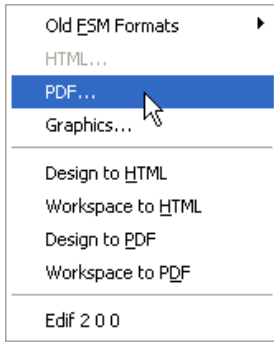 Old FSM Formats
HTML...
PDF...
Graphics...
Design to HTML
Workspace to HTML
Design to PDF
Workspace to PDF
Edif 2 0 0